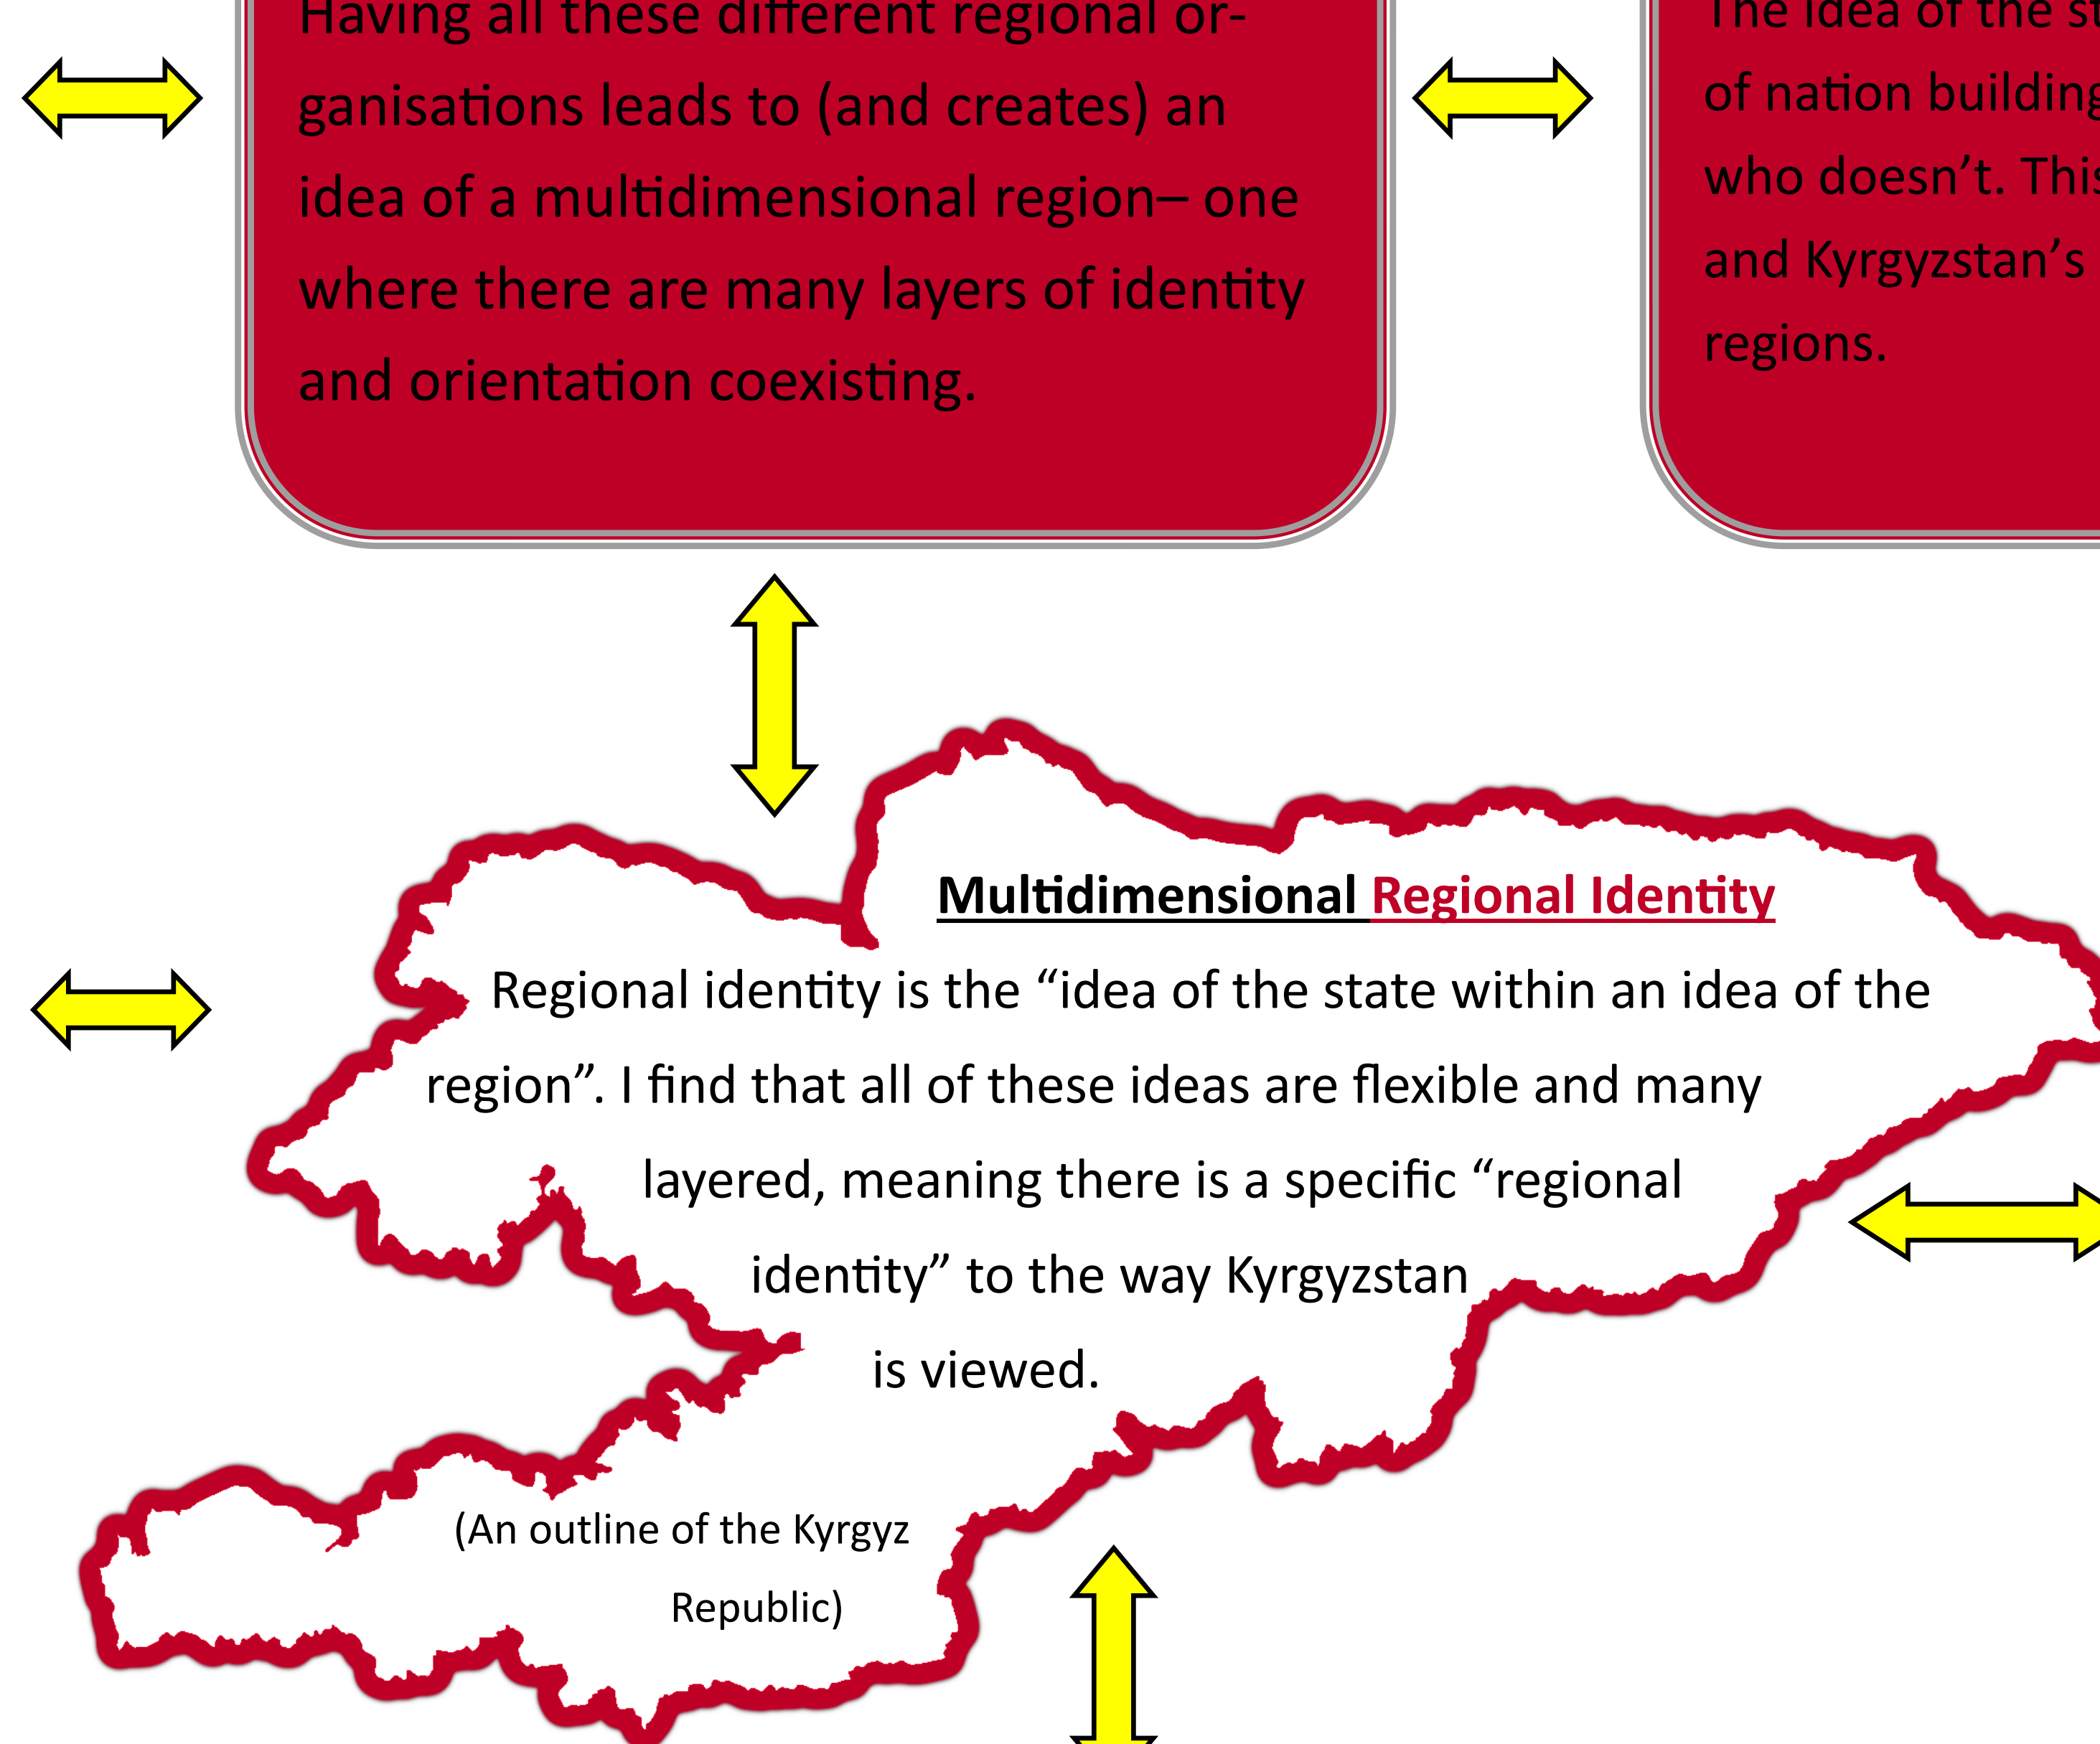 Having all these different regional or-
ganisations leads to (and creates) an
idea of a multidimensional region– one
where there are many layers of identity
and orientation coexisting.
The idea of the
of nation building
who doesn’t. This
and Kyrgyzstan’s
regions.
Multidimensional Regional Identity
Regional identity is the “idea of the state within an idea of the
region”. I find that all of these ideas are flexible and many
layered, meaning there is a specific “regional
identity” to the way Kyrgyzstan
is viewed.
(An outline of the Kyrgyz
Republic)